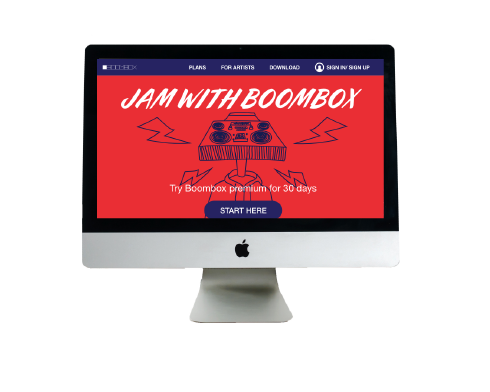 BOOMBOX
PLANS FOR ARTISTS DOWNLOAD SIGN IN/ SIGN UP
JAM WITH BOOMBOX
Try Boombox premium for 30 days
START HERE